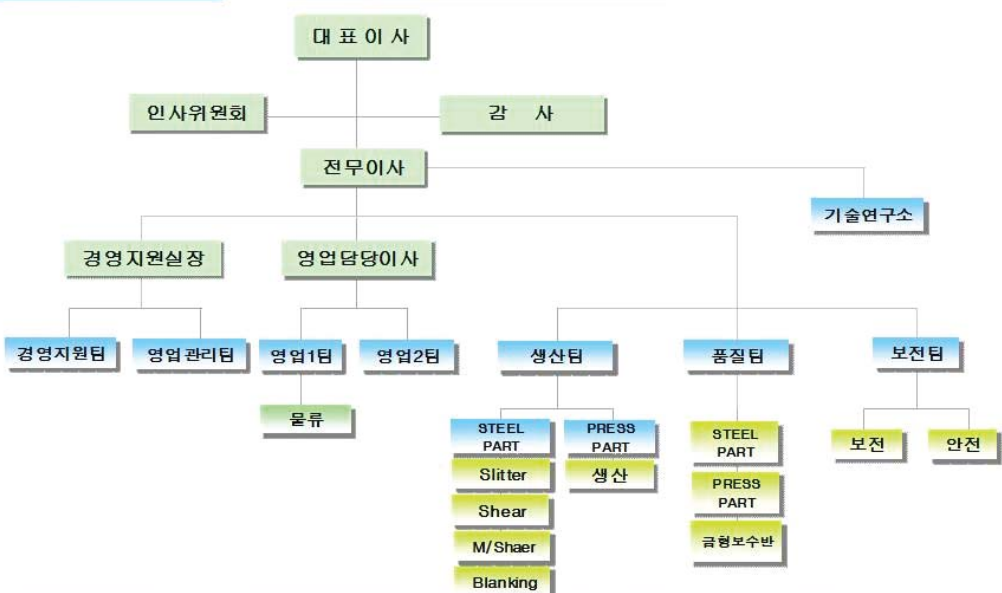 대표이사
인사위원회
감 사
전무이사
기술연구소
경영지원실장
영업담당이사
경영지원팀
영업관리팀
영업1팀
영업2팀
생산팀
품질팀
보전팀
물류
STEEL
PART
PRESS
PART
STEEL
PART
보전
안전
Slitter
생산
PRESS
PART
Shear
M/Shaer
금형보수반
Blanking